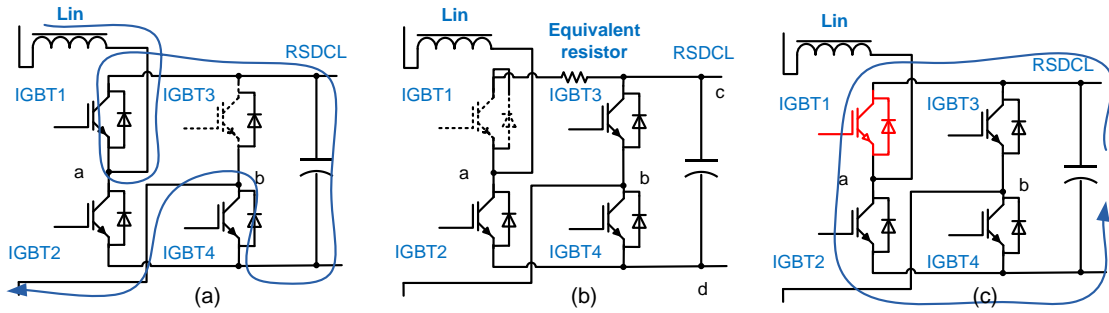 Lin
RSDCL
IGBT1
IGBT3
a
b
IGBT2
IGBT4
(a)
Lin
Equivalent
resistor
RSDCL
c
IGBT1
IGBT3
a
b
IGBT2
IGBT4
d
(b)
Lin
RSDCL
IGBT1
IGBT3
a
b
IGBT2
IGBT4
(c)